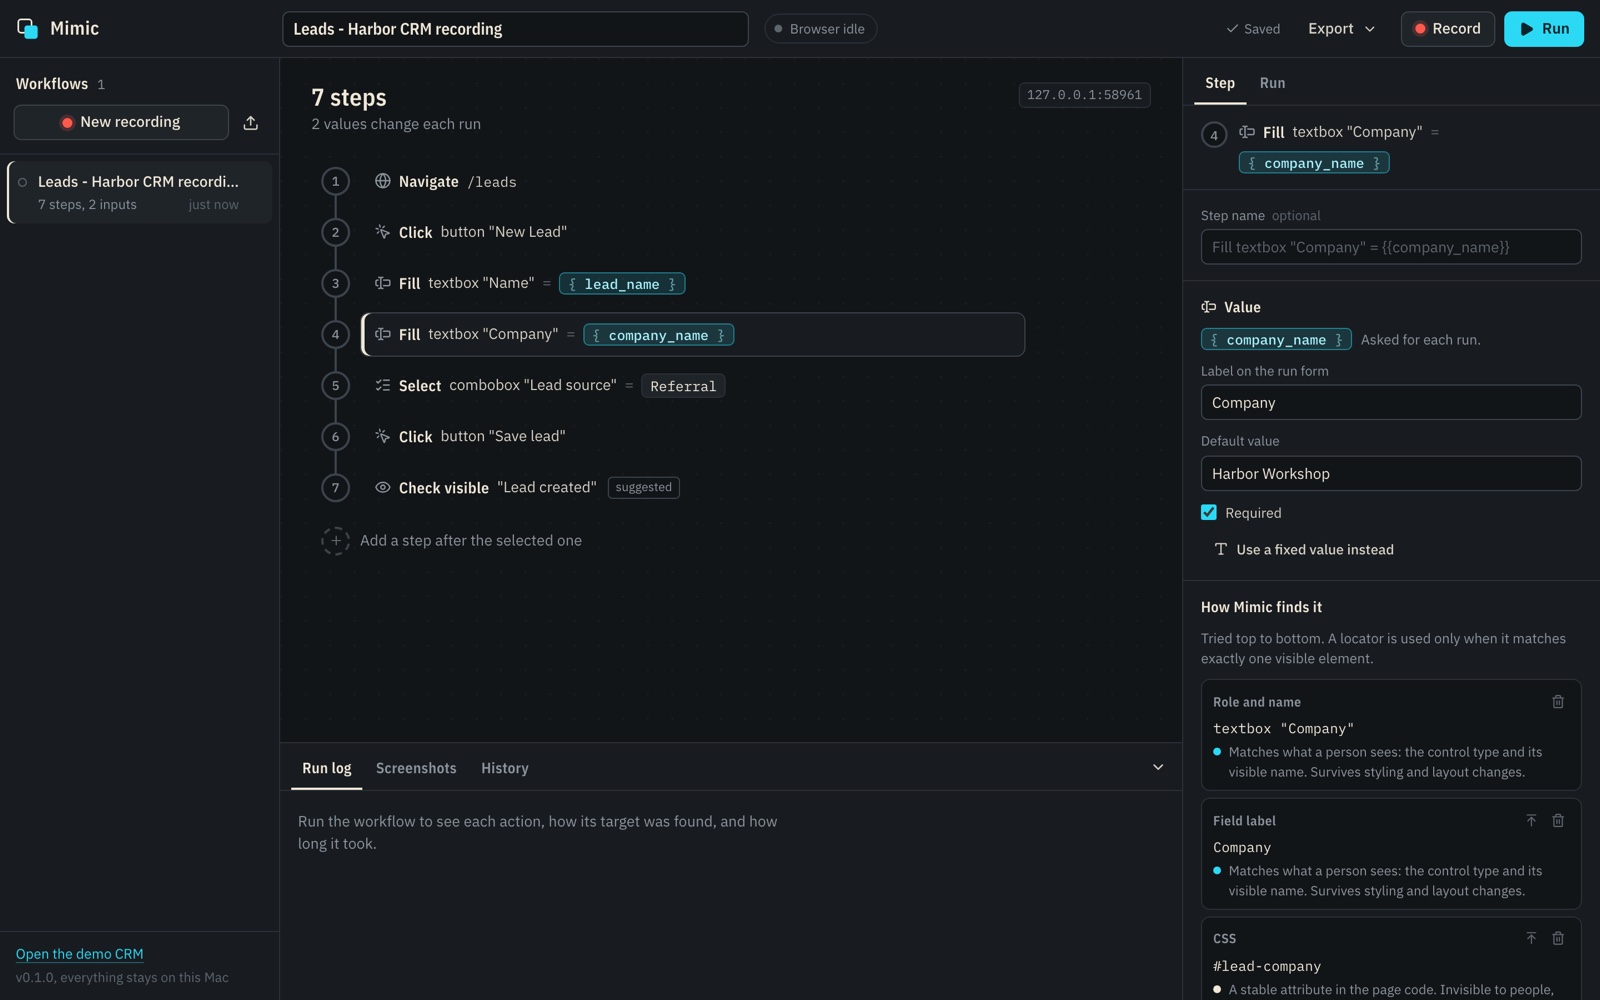 Mimic
Leads - Harbor CRM recording
Browser idle
Saved
Export
Record
Run
Workflows 1
New recording
Leads - Harbor CRM recordi...
7 steps, 2 inputs
just now
Open the demo CRM
v0.1.0, everything stays on this Mac
7 steps
127.0.0.1:58961
2 values change each run
1 Navigate /leads
2 Click button "New Lead"
3 Fill textbox "Name" = { lead_name }
4 Fill textbox "Company" = { company_name }
5 Select combobox "Lead source" = Referral
6 Click button "Save lead"
7 Check visible "Lead created" suggested
+ Add a step after the selected one
Run log
Screenshots
History
Run the workflow to see each action, how its target was found, and how
long it took.
Step
Run
4 Fill textbox "Company" =
{ company_name }
Step name optional
Fill textbox "Company" = {{company_name}}
Value
{ company_name } Asked for each run.
Label on the run form
Company
Default value
Harbor Workshop
Required
Use a fixed value instead
How Mimic finds it
Tried top to bottom. A locator is used only when it matches
exactly one visible element.
Role and name
textbox "Company"
Matches what a person sees: the control type and its
visible name. Survives styling and layout changes.
Field label
Company
Matches what a person sees: the control type and its
visible name. Survives styling and layout changes.
CSS
#lead-company
A stable attribute in the page code. Invisible to people,